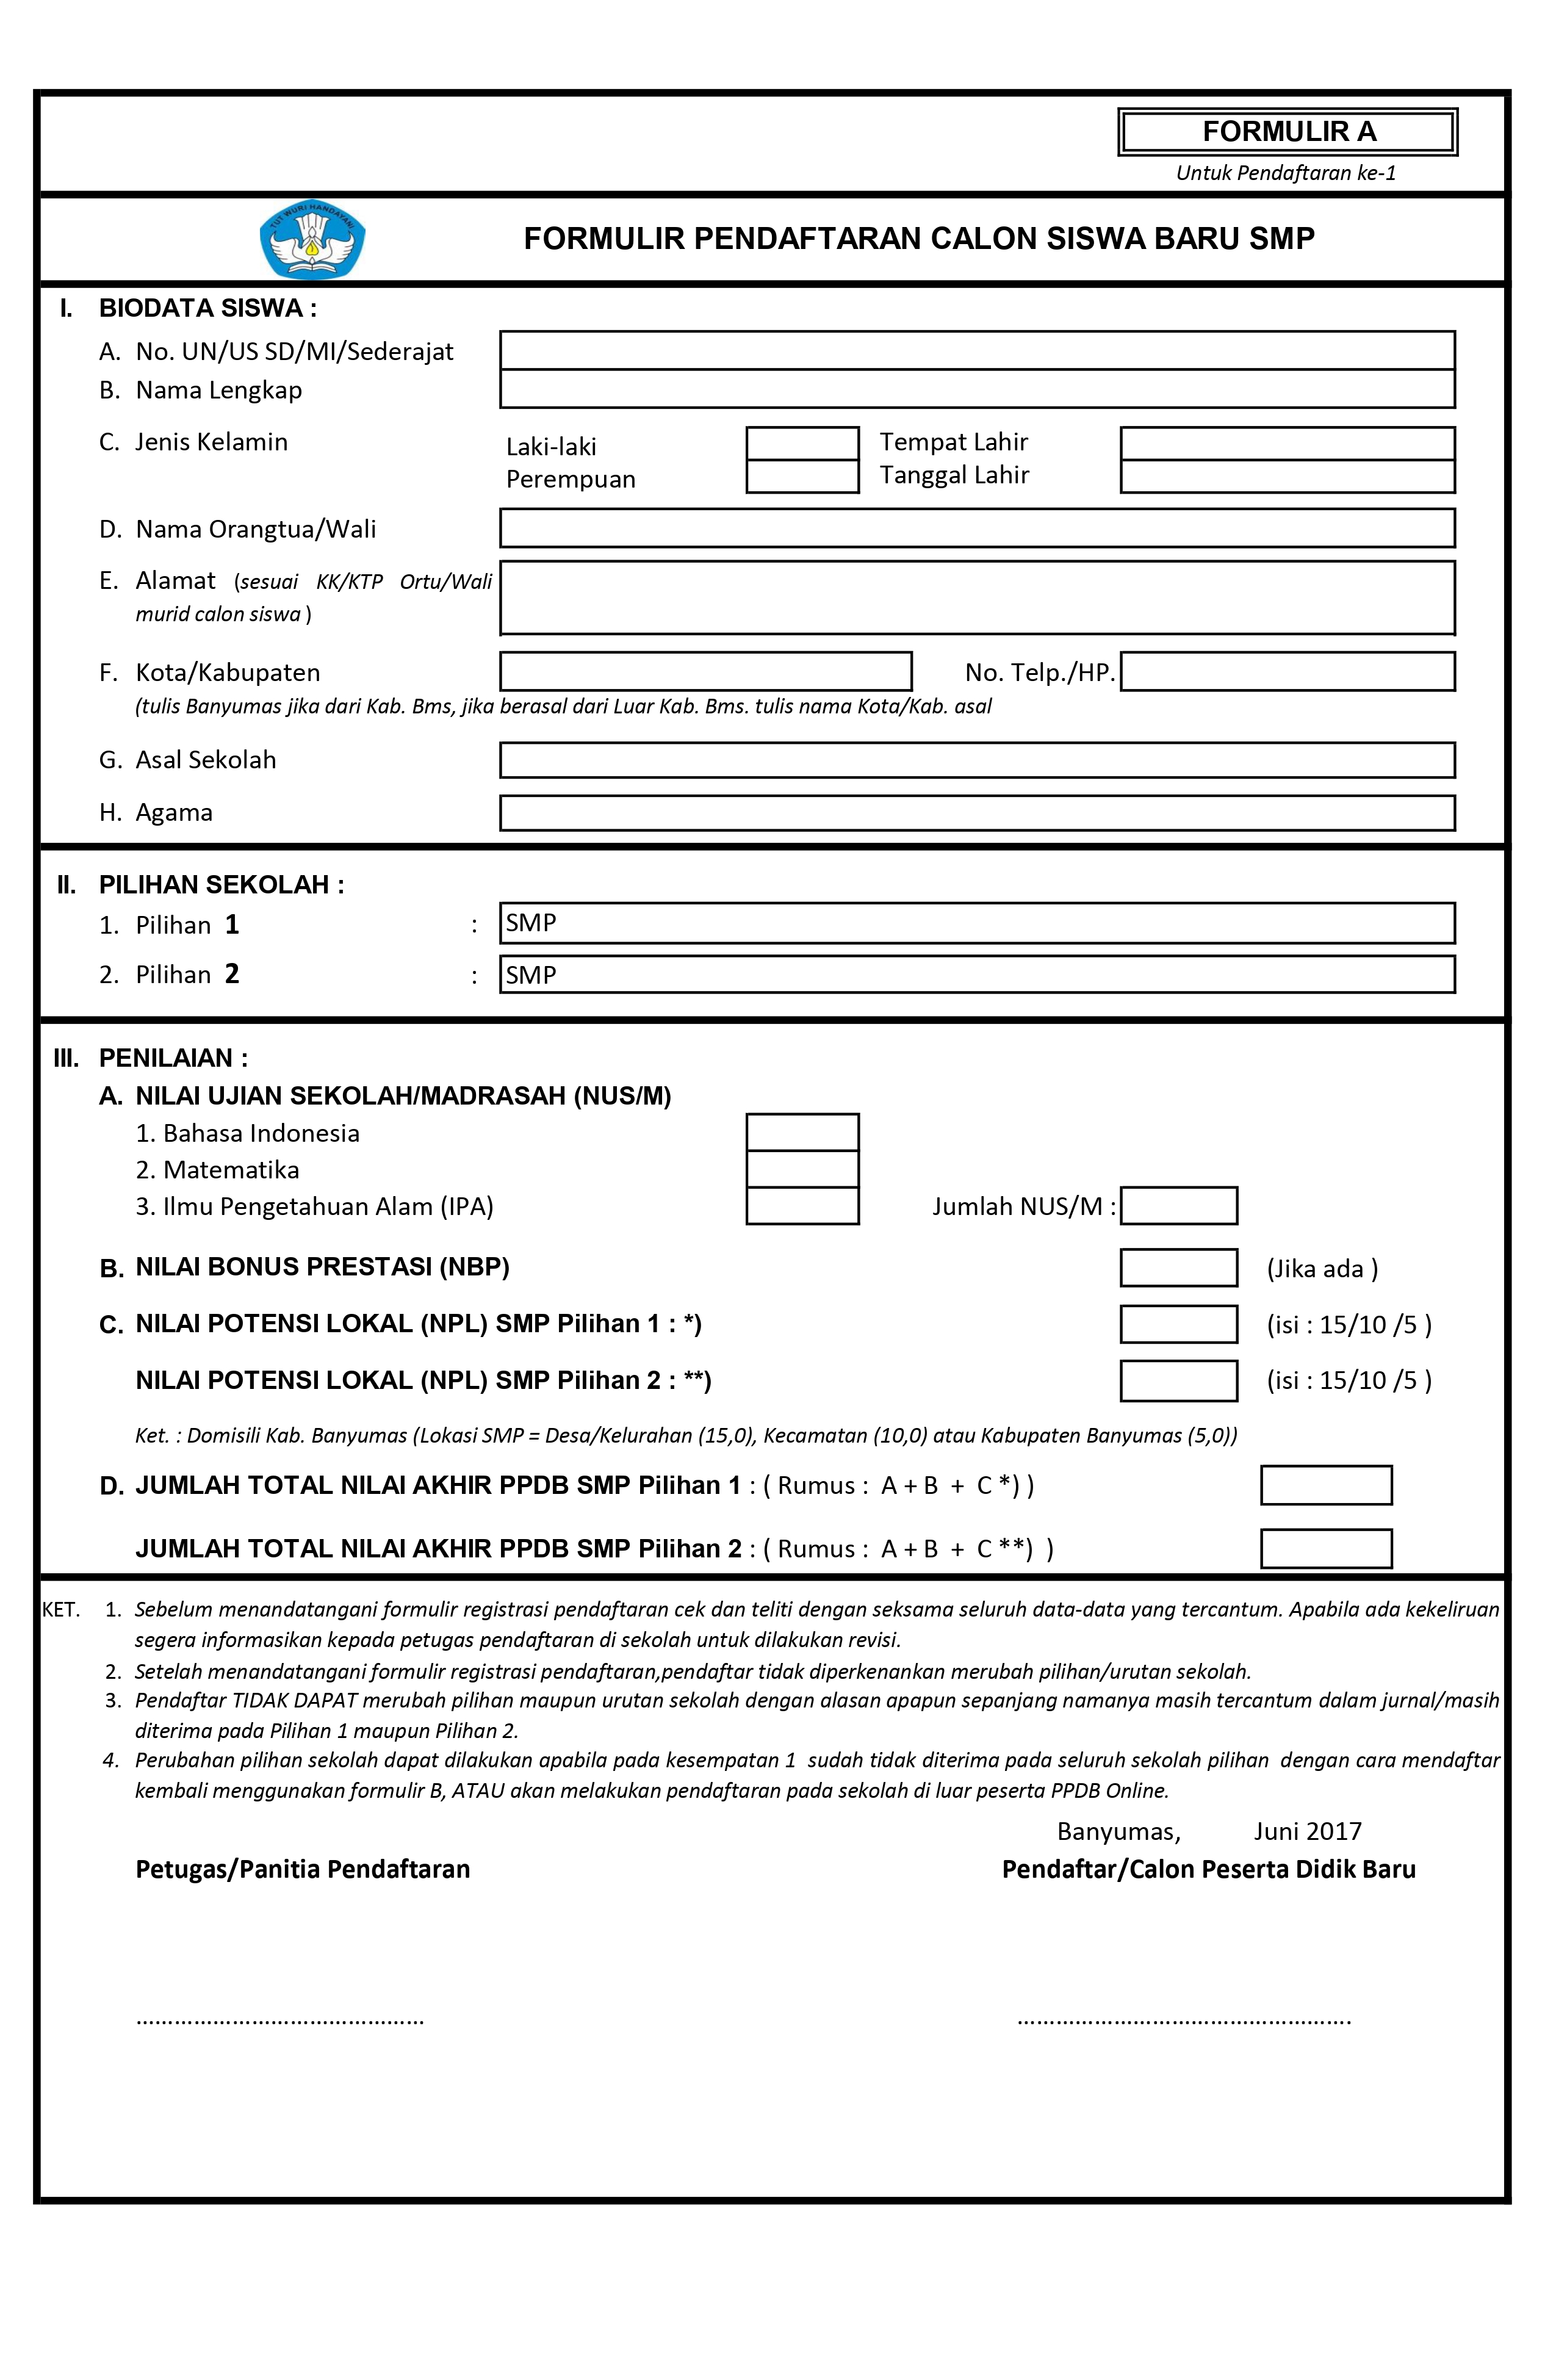 FORMULIR A
Untuk Pendaftaran ke-1
TUT WURI HANDAYANI
FORMULIR PENDAFTARAN CALON SISWA BARU SMP
I. BIODATA SISWA :
A. No. UN/US SD/MI/Sederajat
B. Nama Lengkap
C. Jenis Kelamin Laki-laki Tempat Lahir
Perempuan Tanggal Lahir
D. Nama Orangtua/Wali
E. Alamat (sesuai KK/KTP Ortu/Wali
murid calon siswa )
F. Kota/Kabupaten No. Telp./HP.
(tulis Banyumas jika dari Kab. Bms, jika berasal dari Luar Kab. Bms. tulis nama Kota/Kab. asal
G. Asal Sekolah
H. Agama
II. PILIHAN SEKOLAH :
1. Pilihan 1 : SMP
2. Pilihan 2 : SMP
III. PENILAIAN :
A. NILAI UJIAN SEKOLAH/MADRASAH (NUS/M)
1. Bahasa Indonesia
2. Matematika
3. Ilmu Pengetahuan Alam (IPA) Jumlah NUS/M :
B. NILAI BONUS PRESTASI (NBP) (Jika ada )
C. NILAI POTENSI LOKAL (NPL) SMP Pilihan 1 : *) (isi : 15/10 /5 )
NILAI POTENSI LOKAL (NPL) SMP Pilihan 2 : **) (isi : 15/10 /5 )
Ket. : Domisili Kab. Banyumas (Lokasi SMP = Desa/Kelurahan (15,0), Kecamatan (10,0) atau Kabupaten Banyumas (5,0))
D. JUMLAH TOTAL NILAI AKHIR PPDB SMP Pilihan 1 : ( Rumus : A + B + C *) )
JUMLAH TOTAL NILAI AKHIR PPDB SMP Pilihan 2 : ( Rumus : A + B + C **) )
KET. 1. Sebelum menandatangani formulir registrasi pendaftaran cek dan teliti dengan seksama seluruh data-data yang tercantum. Apabila ada kekeliruan
segera informasikan kepada petugas pendaftaran di sekolah untuk dilakukan revisi.
2. Setelah menandatangani formulir registrasi pendaftaran,pendaftar tidak diperkenankan merubah pilihan/urutan sekolah.
3. Pendaftar TIDAK DAPAT merubah pilihan maupun urutan sekolah dengan alasan apapun sepanjang namanya masih tercantum dalam jurnal/masih
diterima pada Pilihan 1 maupun Pilihan 2.
4. Perubahan pilihan sekolah dapat dilakukan apabila pada kesempatan 1 sudah tidak diterima pada seluruh sekolah pilihan dengan cara mendaftar
kembali menggunakan formulir B, ATAU akan melakukan pendaftaran pada sekolah di luar peserta PPDB Online.
Banyumas, Juni 2017
Petugas/Panitia Pendaftaran Pendaftar/Calon Peserta Didik Baru
............................................. ....................................................